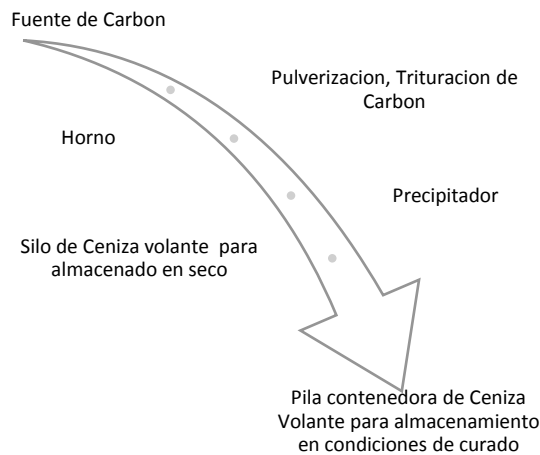 Fuente de Carbon
Pulverizacion, Trituracion de
Carbon
Horno
Precipitador
Silo de Ceniza volante para
almacenado en seco
Pila contenedora de Ceniza
Volante para almacenamiento
en condiciones de curado